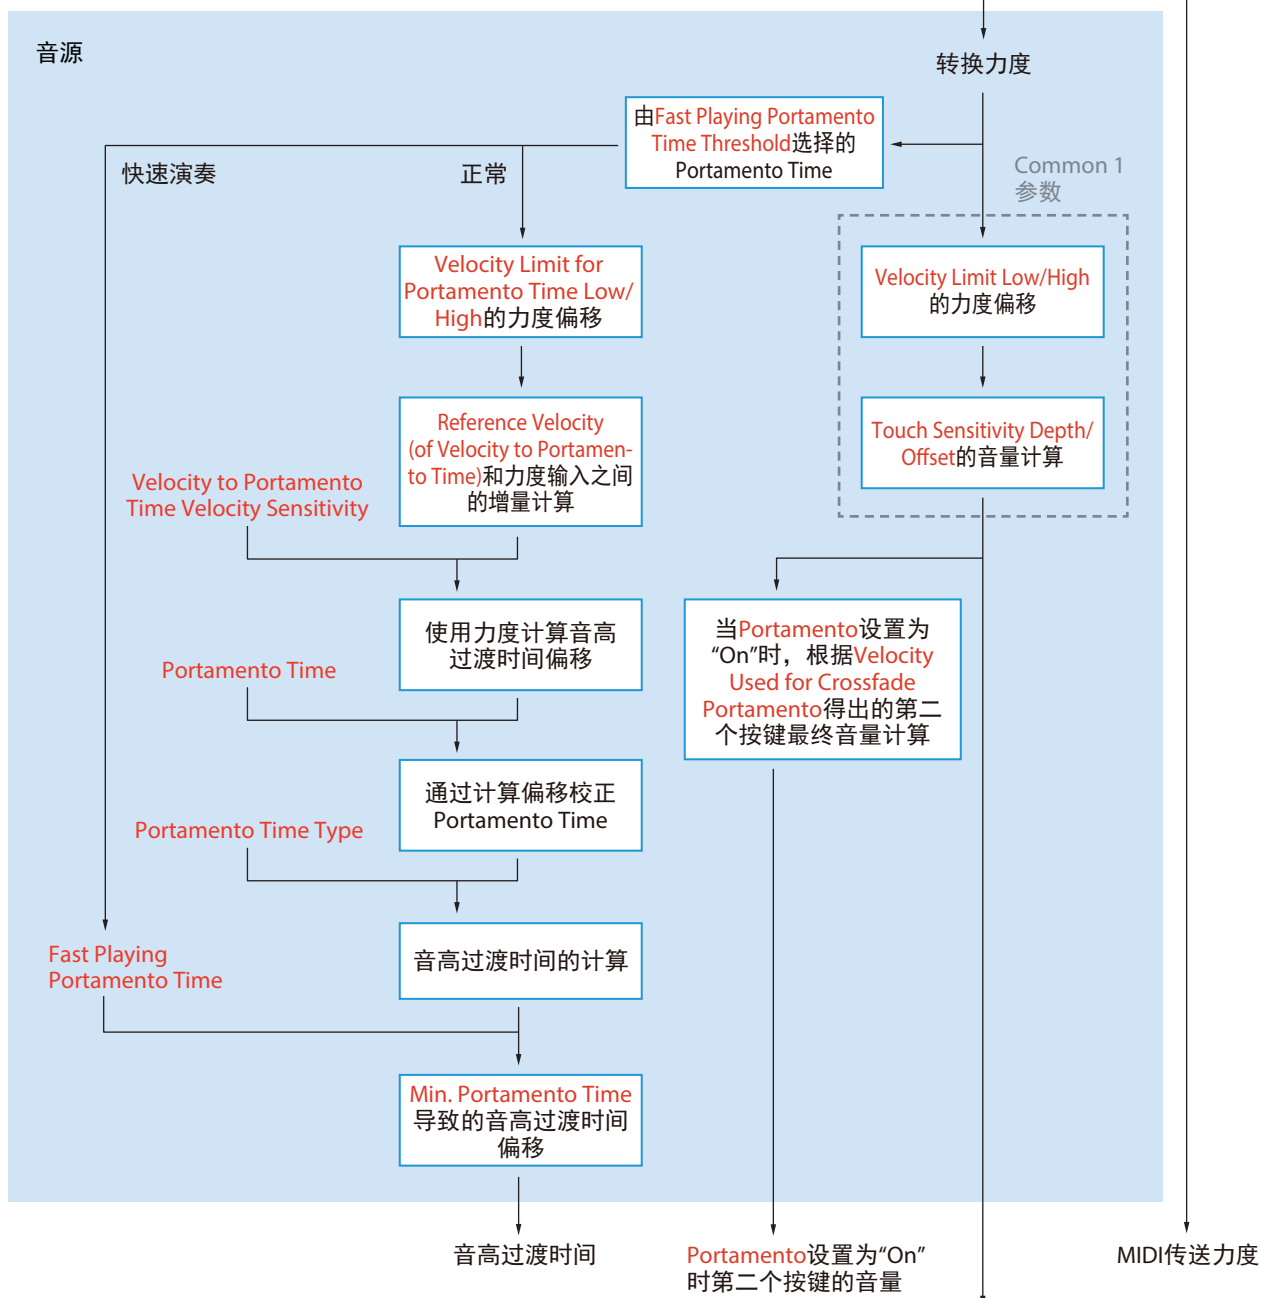 音源
转换力度
由Fast Playing Portamento
Time Threshold选择的
Portamento Time
快速演奏
正常
Common 1
参数
Velocity Limit for
Portamento Time Low/
High的力度偏移
Velocity Limit Low/High
的力度偏移
Reference Velocity
(of Velocity to Portamen-
to Time)和力度输入之间
的增量计算
Touch Sensitivity Depth/
Offset的音量计算
Velocity to Portamento
Time Velocity Sensitivity
使用力度计算音高
过渡时间偏移
当Portamento设置为
“On”时，根据Velocity
Used for Crossfade
Portamento得出的第二
个按键最终音量计算
Portamento Time
通过计算偏移校正
Portamento Time
Portamento Time Type
音高过渡时间的计算
Fast Playing
Portamento Time
Min. Portamento Time
导致的音高过渡时间
偏移
音高过渡时间
Portamento设置为“On”
时第二个按键的音量
MIDI传送力度